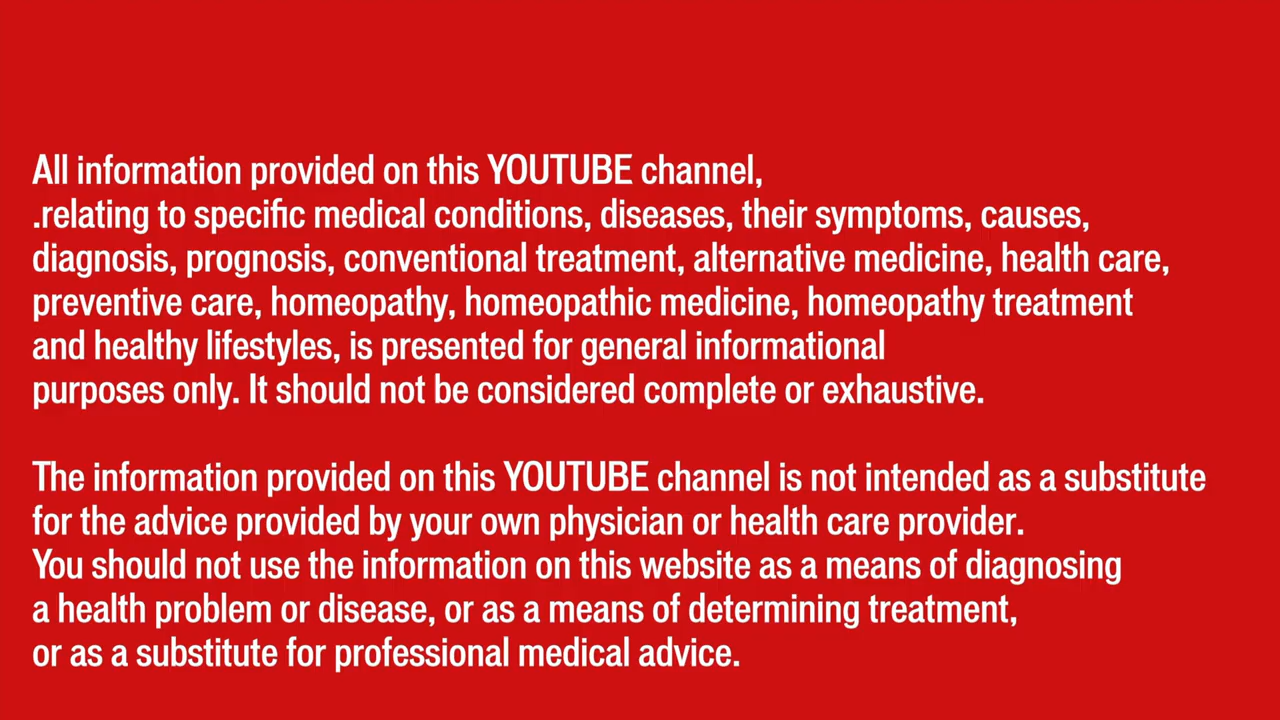 All information provided on this YOUTUBE channel,
.relating to specific medical conditions, diseases, their symptoms, causes,
diagnosis, prognosis, conventional treatment, alternative medicine, health care,
preventive care, homeopathy, homeopathic medicine, homeopathy treatment
and healthy lifestyles, is presented for general informational
purposes only. It should not be considered complete or exhaustive.
The information provided on this YOUTUBE channel is not intended as a substitute
for the advice provided by your own physician or health care provider.
You should not use the information on this website as a means of diagnosing
a health problem or disease, or as a means of determining treatment,
or as a substitute for professional medical advice.